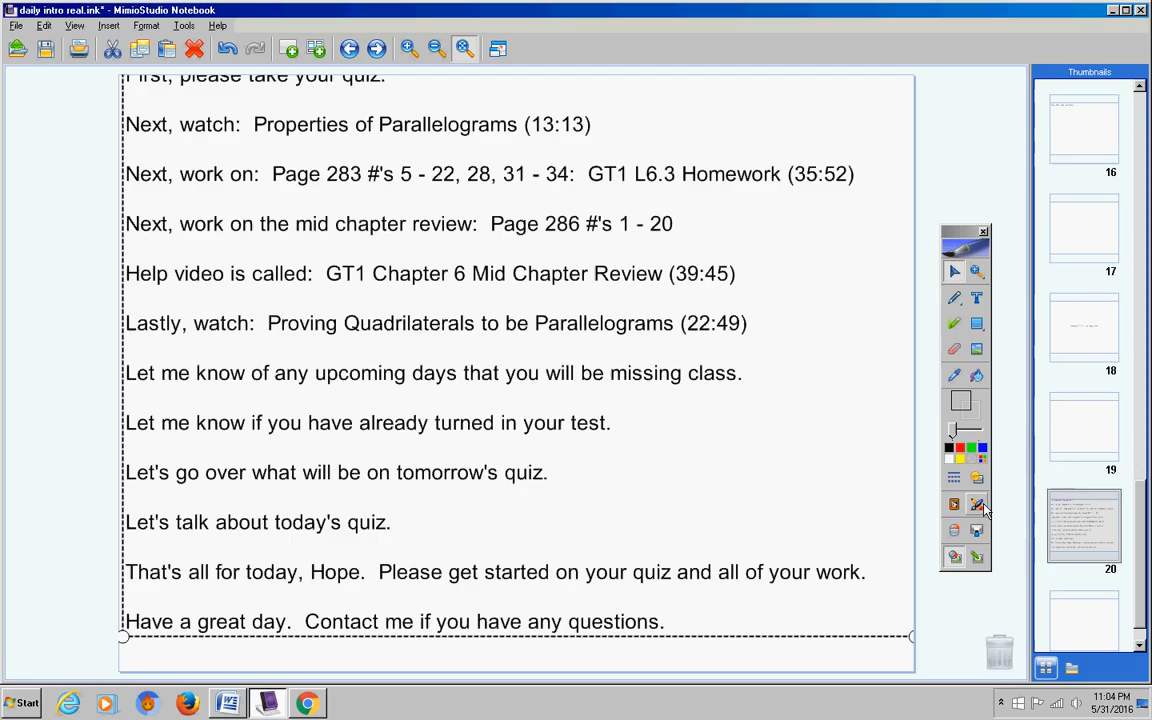 daily intro real.ink* - MimioStudio Notebook
File Edit View Insert Format Tools Help
Thumbnails
First, please take your quiz.
Next, watch:  Properties of Parallelograms (13:13)
Next, work on:  Page 283 #'s 5 - 22, 28, 31 - 34:  GT1 L6.3 Homework (35:52)
Next, work on the mid chapter review:  Page 286 #'s 1 - 20
Help video is called:  GT1 Chapter 6 Mid Chapter Review (39:45)
Lastly, watch:  Proving Quadrilaterals to be Parallelograms (22:49)
Let me know of any upcoming days that you will be missing class.
Let me know if you have already turned in your test.
Let's go over what will be on tomorrow's quiz.
Let's talk about today's quiz.
That's all for today, Hope.  Please get started on your quiz and all of your work.
Have a great day.  Contact me if you have any questions.
16
17
18
19
20
Start
11:04 PM
5/31/2016